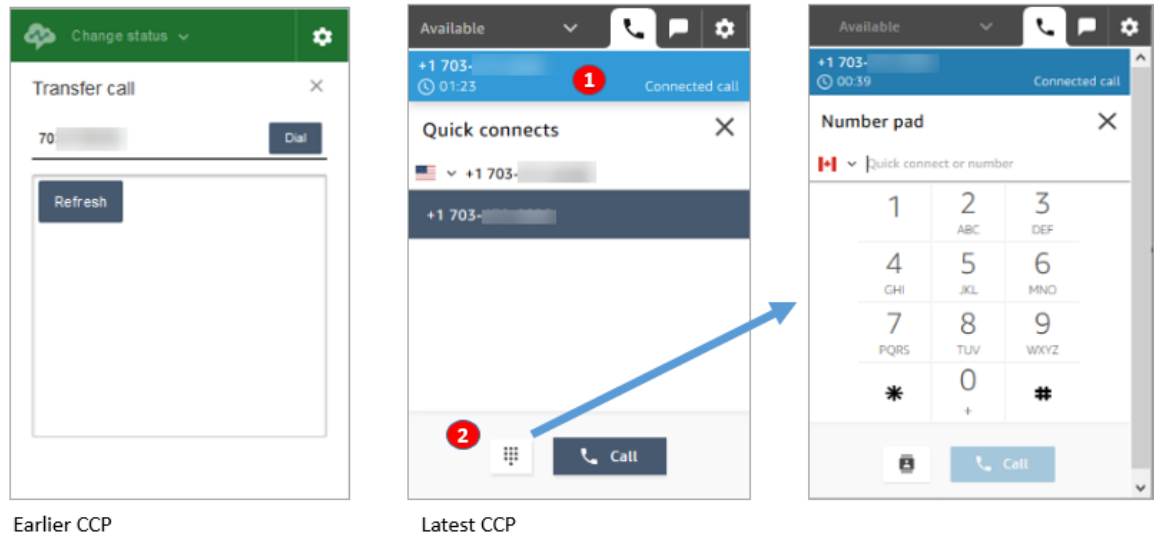 Change status
Transfer call
70
Dial
Refresh
Earlier CCP
Available
+1 703-
01:23
1
Connected call
Quick connects
+1 703-
+1 703-
2
Call
Latest CCP
Available
+1 703-
00:39
Connected call
Number pad
Quick connect or number
1
2
ABC
3
DEF
4
GHI
5
JKL
6
MNO
7
PQRS
8
TUV
9
WXYZ
*
0
+
#
Call